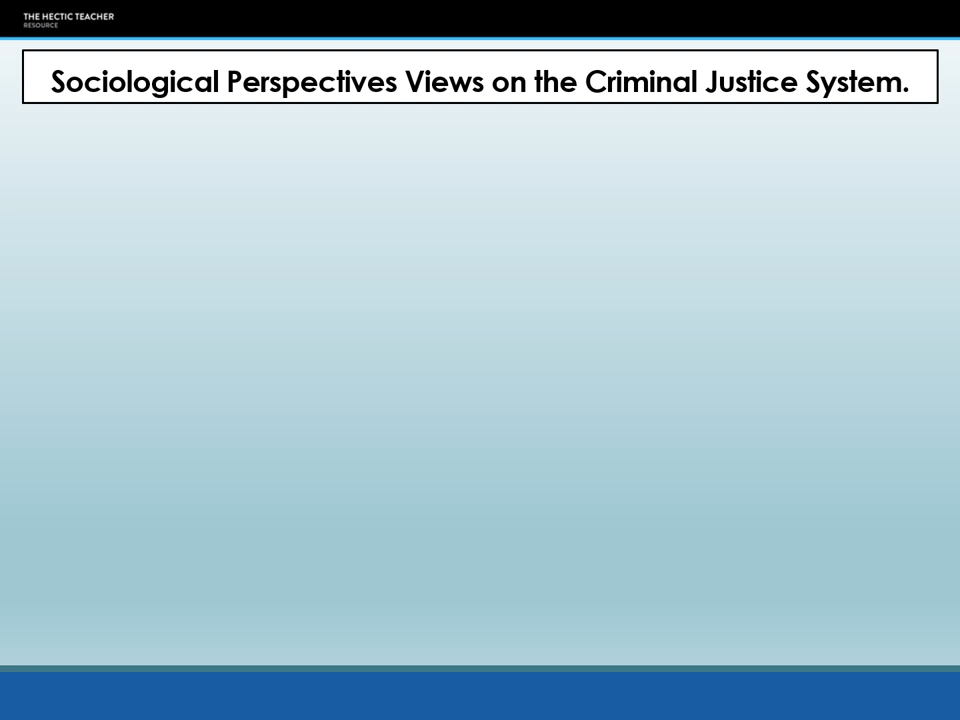 THE HECTIC TEACHER
RESOURCE
Sociological Perspectives Views on the Criminal Justice System.